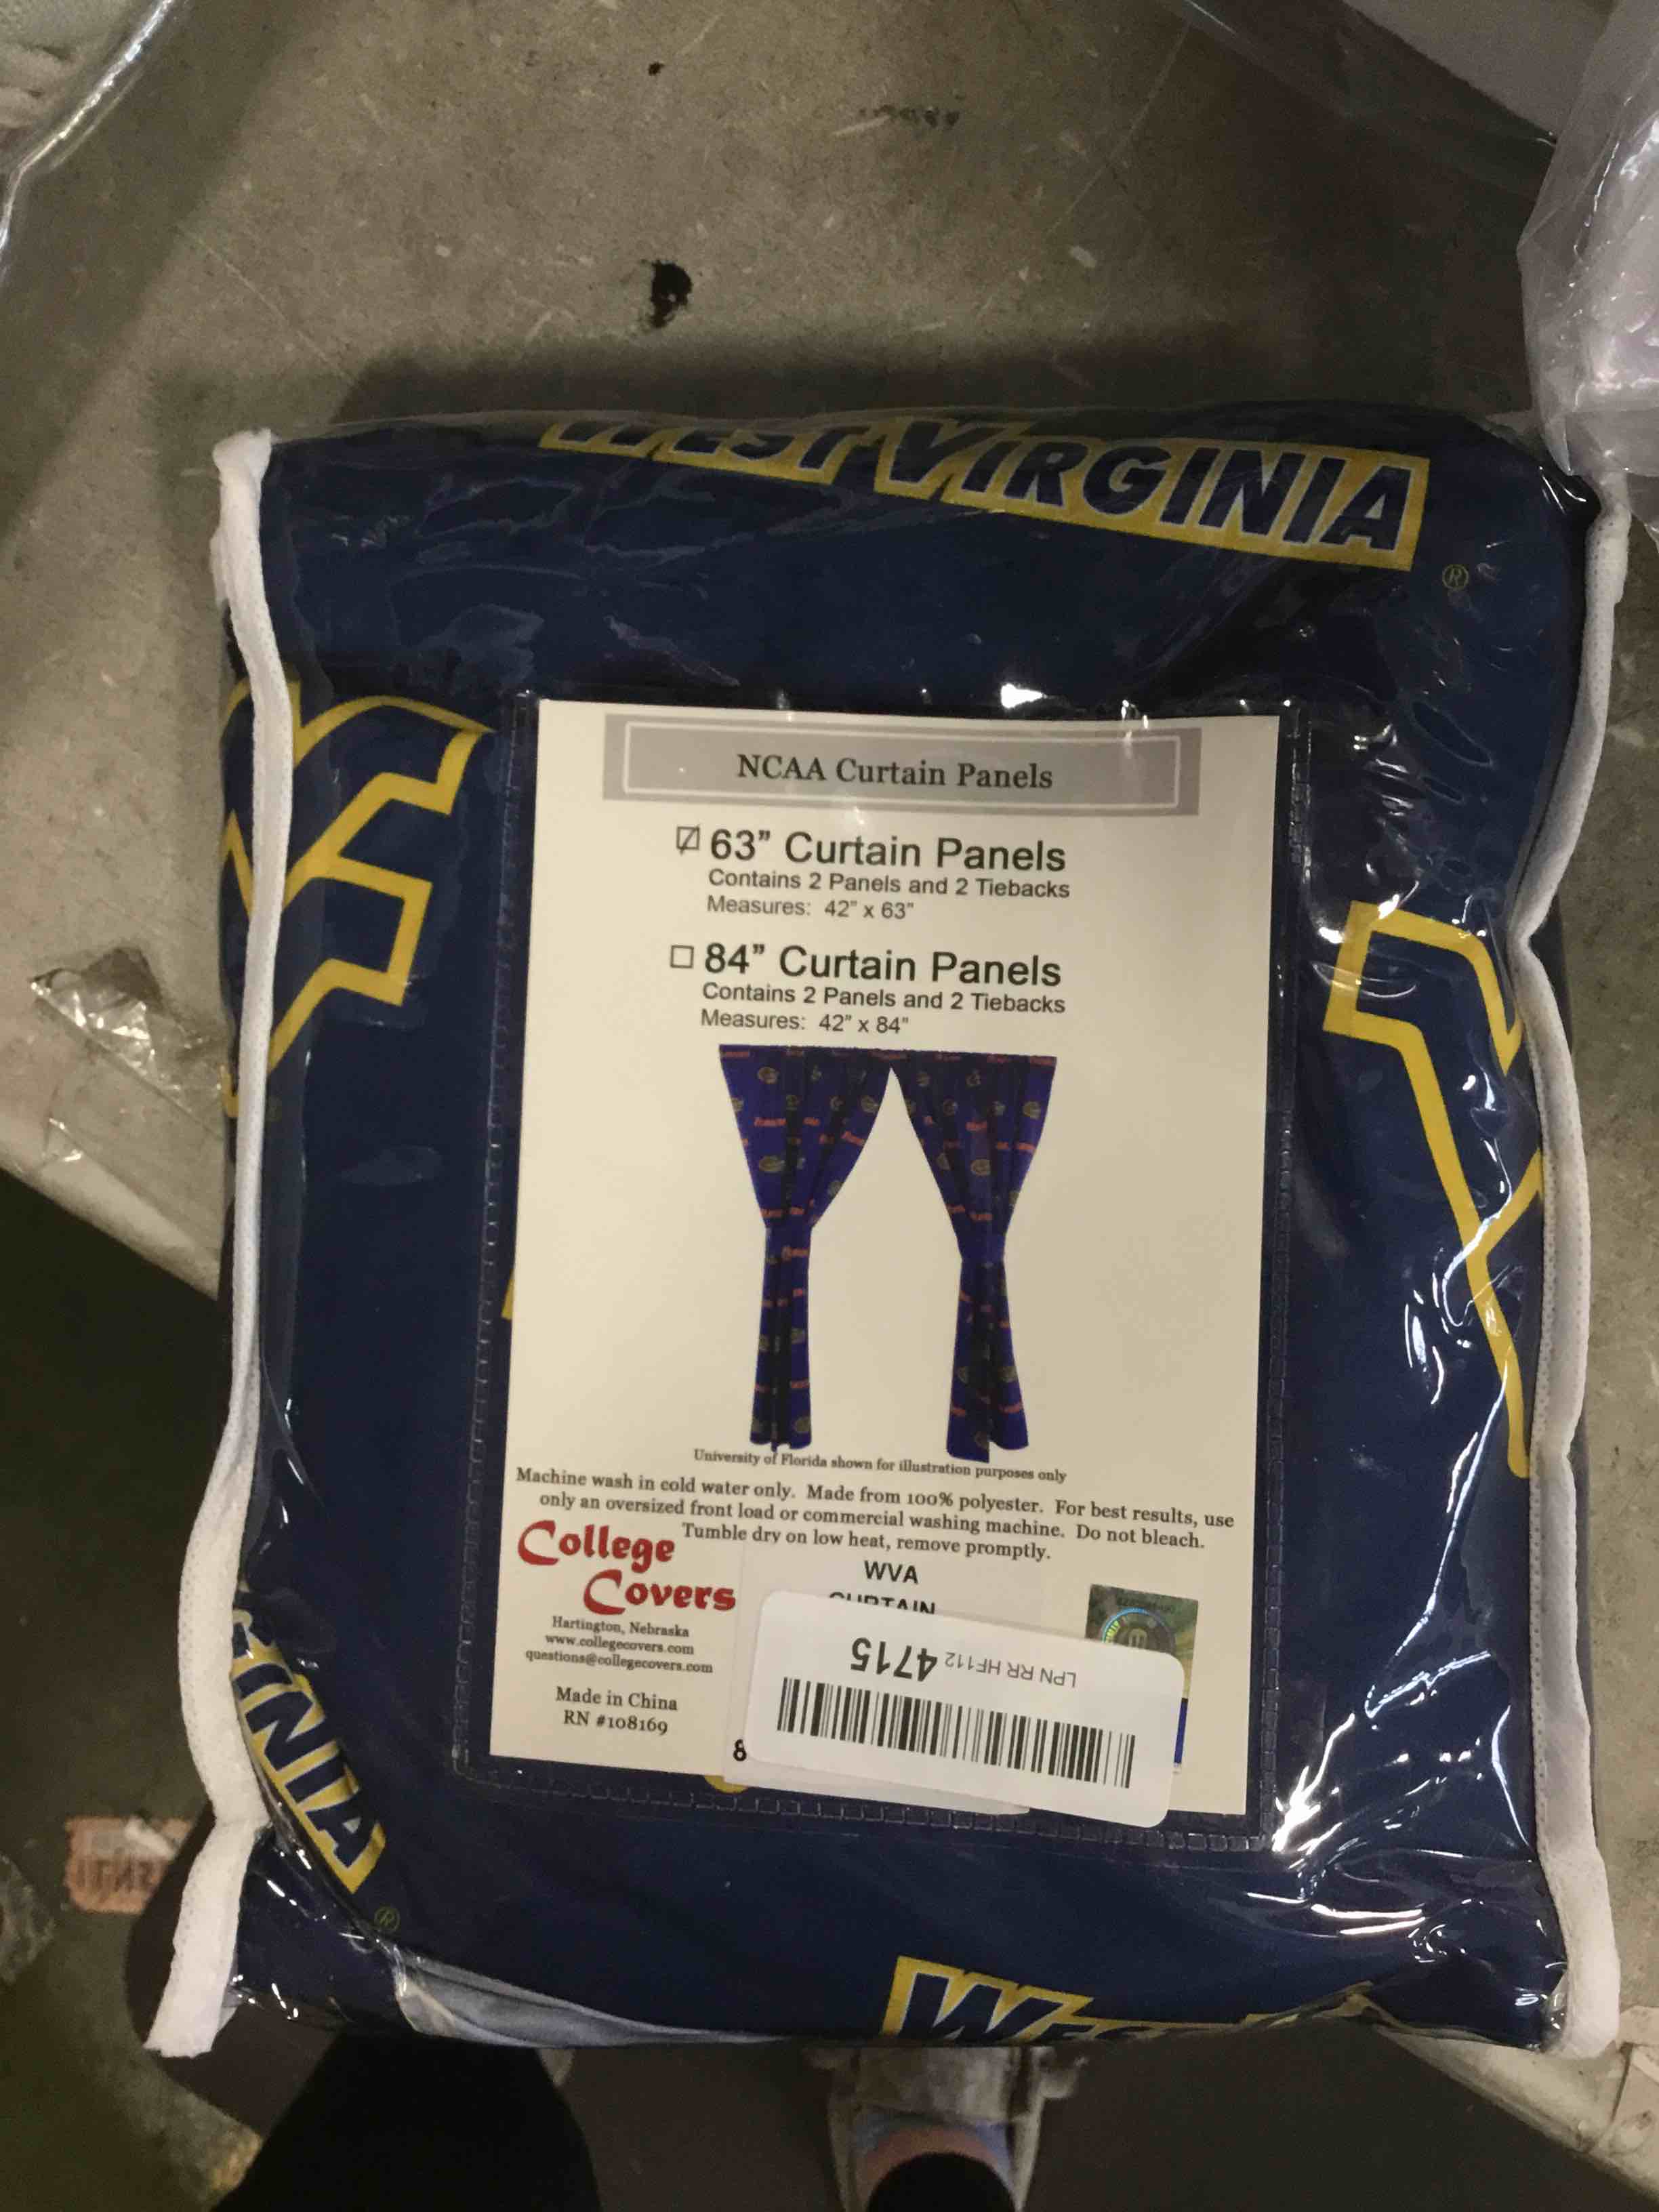 WEST VIRGINIA
®
NCAA Curtain Panels
63” Curtain Panels
Contains 2 Panels and 2 Tiebacks
Measures: 42” x 63”
84” Curtain Panels
Contains 2 Panels and 2 Tiebacks
Measures: 42” x 84”
University of Florida shown for illustration purposes only
Machine wash in cold water only. Made from 100% polyester. For best results, use
only an oversized front load or commercial washing machine. Do not bleach.
Tumble dry on low heat, remove promptly.
College
Covers
Hartington, Nebraska
www.collegecovers.com
questions@collegecovers.com
Made in China
RN #108169
WVA
CURTAIN
LPN RR HF112 4715
8
INIA
®
WEST